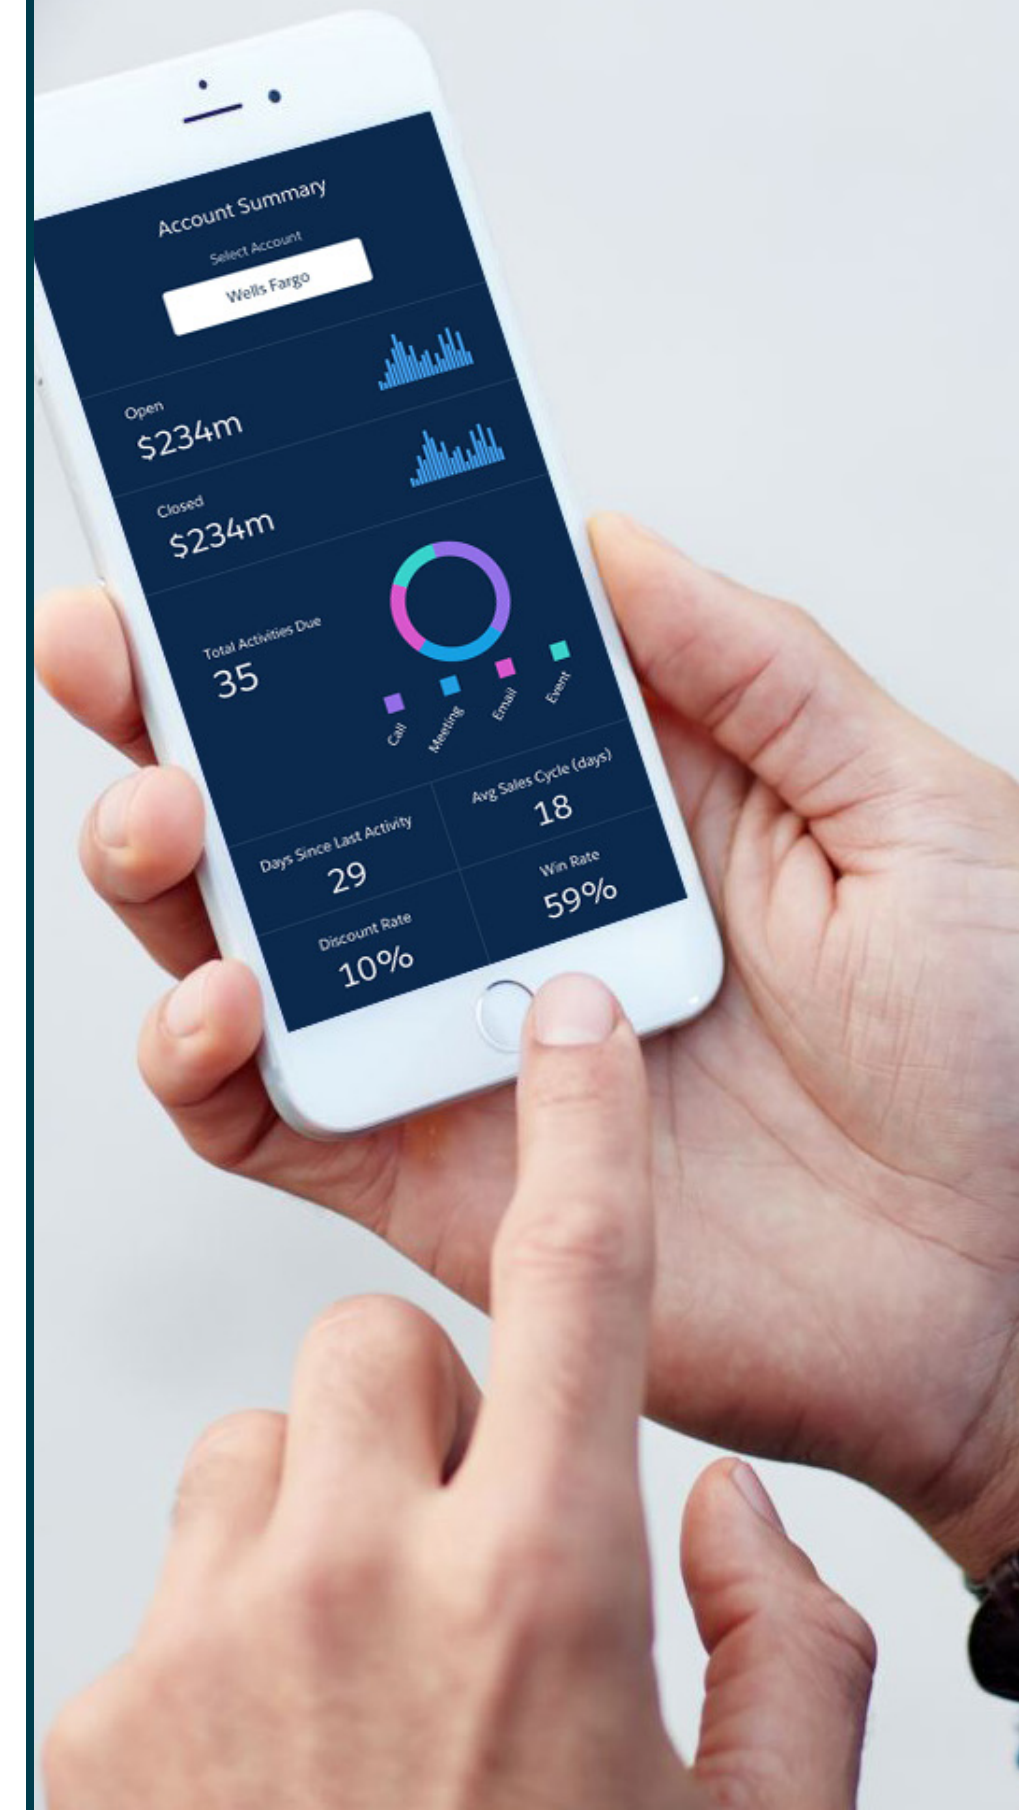 Account Summary
Select Account
Wells Fargo
Open
$234m
Closed
$234m
Total Activities Due
35
Call
Meeting
Email
Event
Days Since Last Activity
29
Avg Sales Cycle (days)
18
Discount Rate
10%
Win Rate
59%